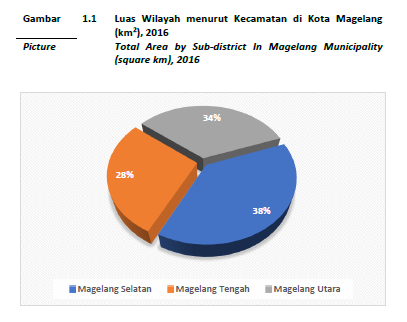 Gambar 1.1 Luas Wilayah menurut Kecamatan di Kota Magelang
(km²), 2016
Picture Total Area by Sub-district In Magelang Municipality
(square km), 2016
34%
28%
38%
Magelang Selatan Magelang Tengah Magelang Utara